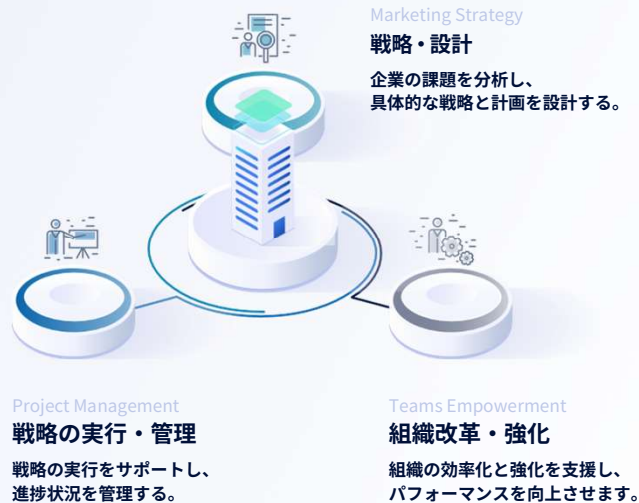 Marketing Strategy
戦略・設計
企業の課題を分析し、
具体的な戦略と計画を設計する。
Project Management
戦略の実行・管理
戦略の実行をサポートし、
進捗状況を管理する。
Teams Empowerment
組織改革・強化
組織の効率化と強化を支援し、
パフォーマンスを向上させます。